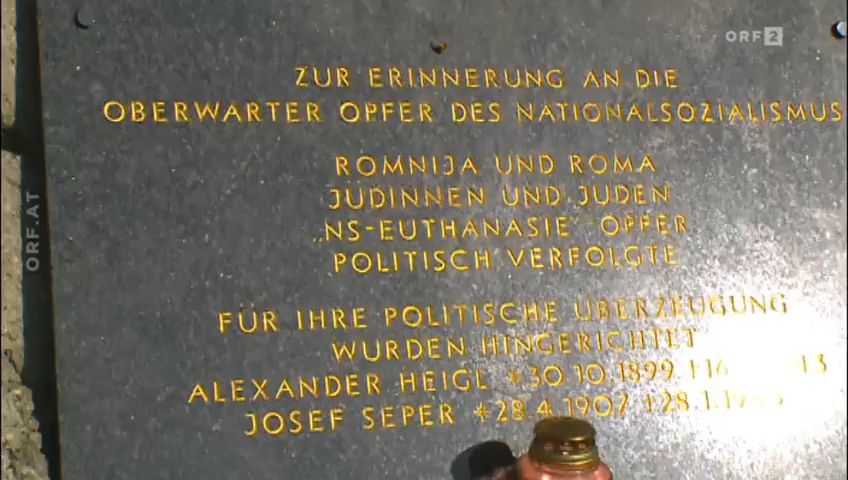 ORF 2
ZUR ERINNERUNG AN DIE
OBERWARTER OPFER DES NATIONALSOZIALISMUS
ROMNIJA UND ROMA
JÜDINNEN UND JUDEN
„NS-EUTHANASIE"-OPFER
POLITISCH VERFOLGTE
FÜR IHRE POLITISCHE ÜBERZEUGUNG
WURDEN HINGERICHTET
ALEXANDER HEIGL *30.10.1899
JOSEF SEPER *28.4.1907 †28.1.
ORF.AT